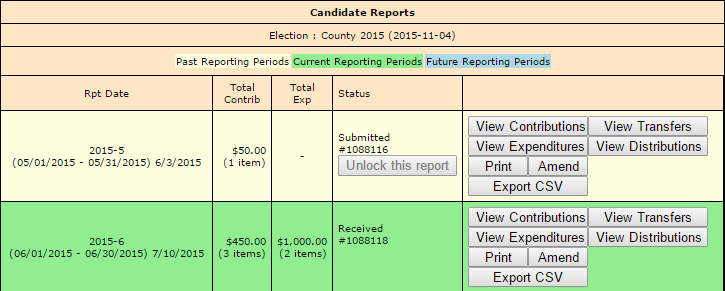 Candidate Reports
Election : County 2015 (2015-11-04)
Past Reporting Periods Current Reporting Periods Future Reporting Periods
Rpt Date
Total Contrib
Total Exp
Status
2015-5
(05/01/2015 - 05/31/2015) 6/3/2015
$50.00
(1 item)
-
Submitted
#1088116
Unlock this report
View Contributions View Transfers
View Expenditures View Distributions
Print Amend
Export CSV
2015-6
(06/01/2015 - 06/30/2015) 7/10/2015
$450.00
(3 items)
$1,000.00
(2 items)
Received
#1088118
View Contributions View Transfers
View Expenditures View Distributions
Print Amend
Export CSV